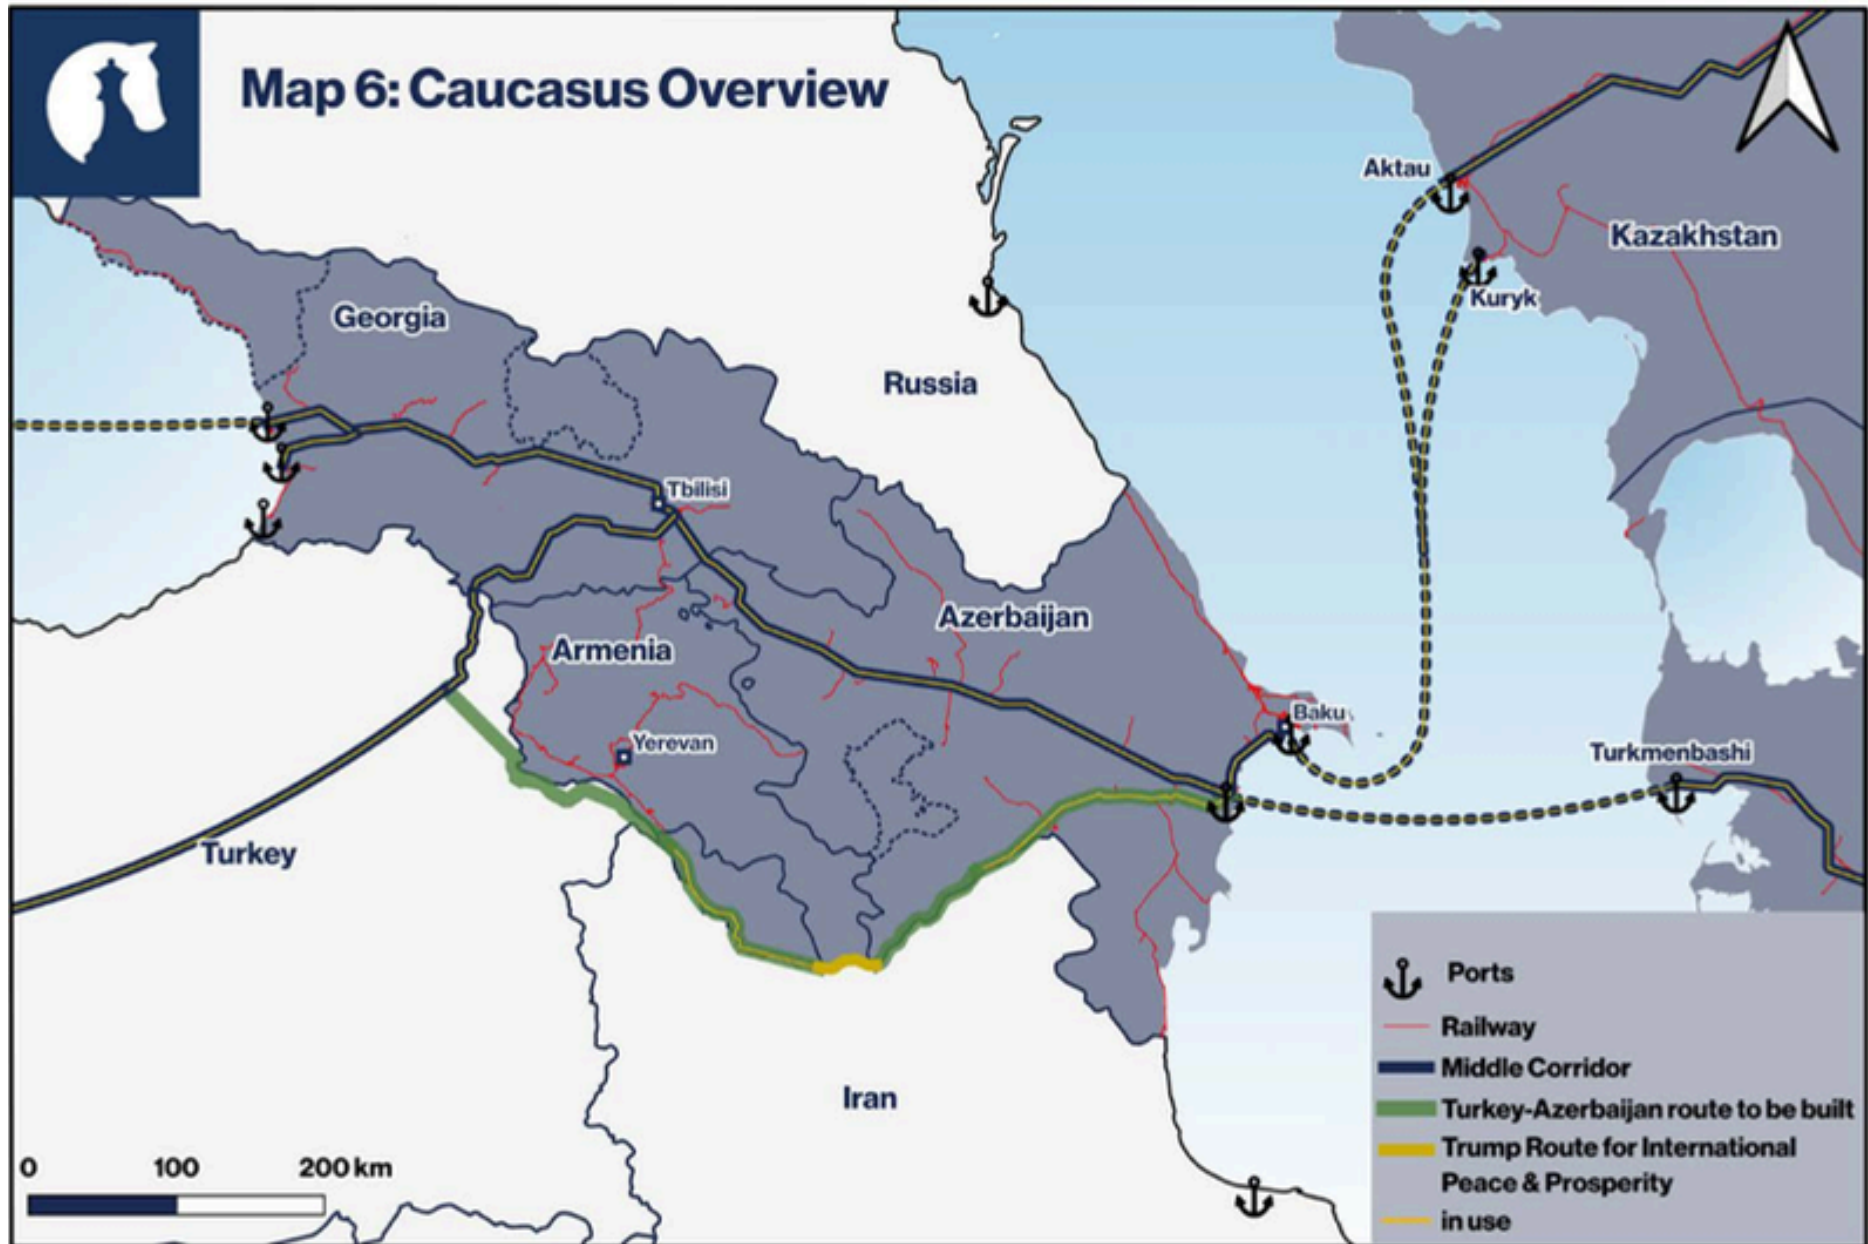 Map 6: Caucasus Overview
Aktau
Kazakhstan
Kuryk
Georgia
Russia
Tbilisi
Azerbaijan
Armenia
Baku
Yerevan
Turkmenbashi
Turkey
Iran
Ports
Railway
Middle Corridor
Turkey-Azerbaijan route to be built
Trump Route for International
Peace & Prosperity
in use
0 100 200 km